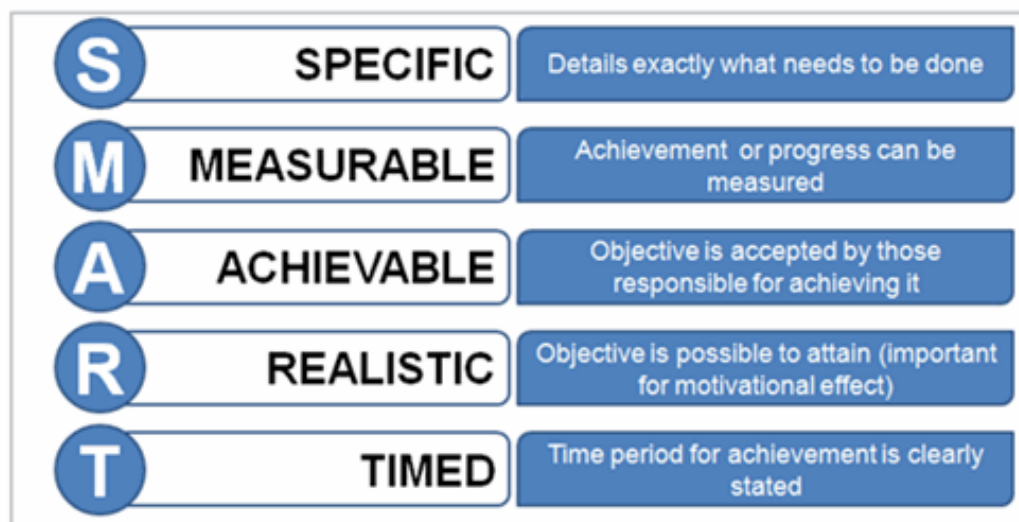 S SPECIFIC Details exactly what needs to be done
M MEASURABLE Achievement or progress can be
measured
A ACHIEVABLE Objective is accepted by those
responsible for achieving it
R REALISTIC Objective is possible to attain (important
for motivational effect)
T TIMED Time period for achievement is clearly
stated